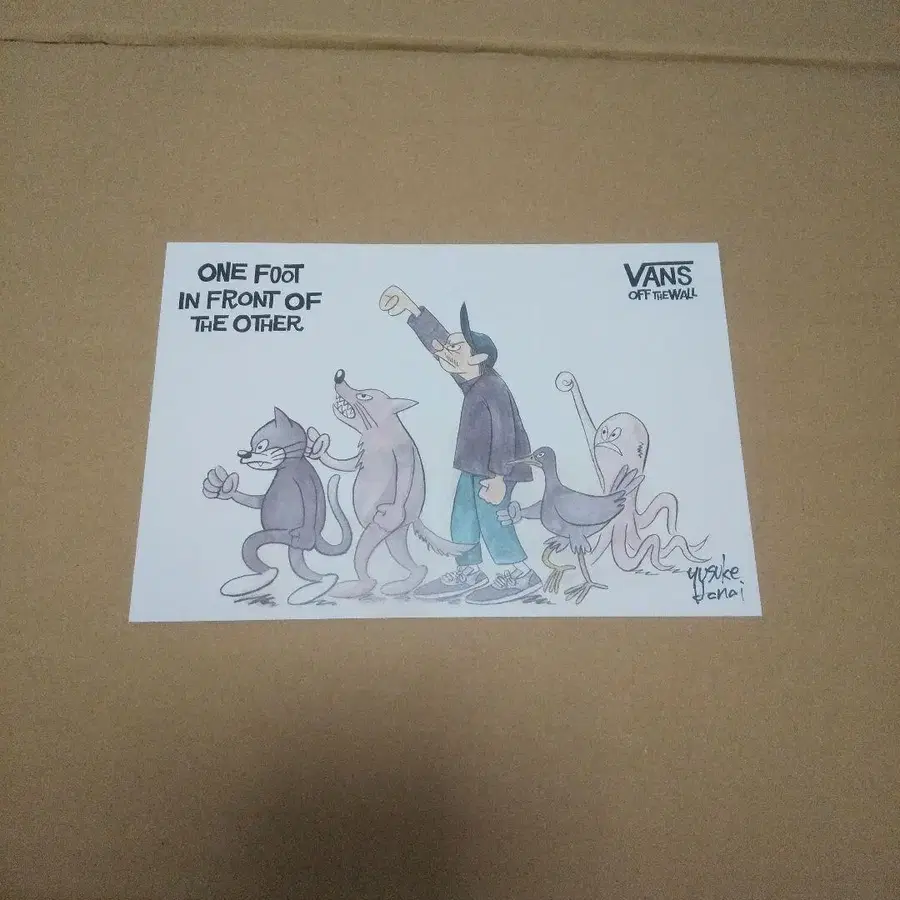 ONE FOOT
IN FRONT OF
THE OTHER
VANS
OFF THE WALL
yusuke
Hanai